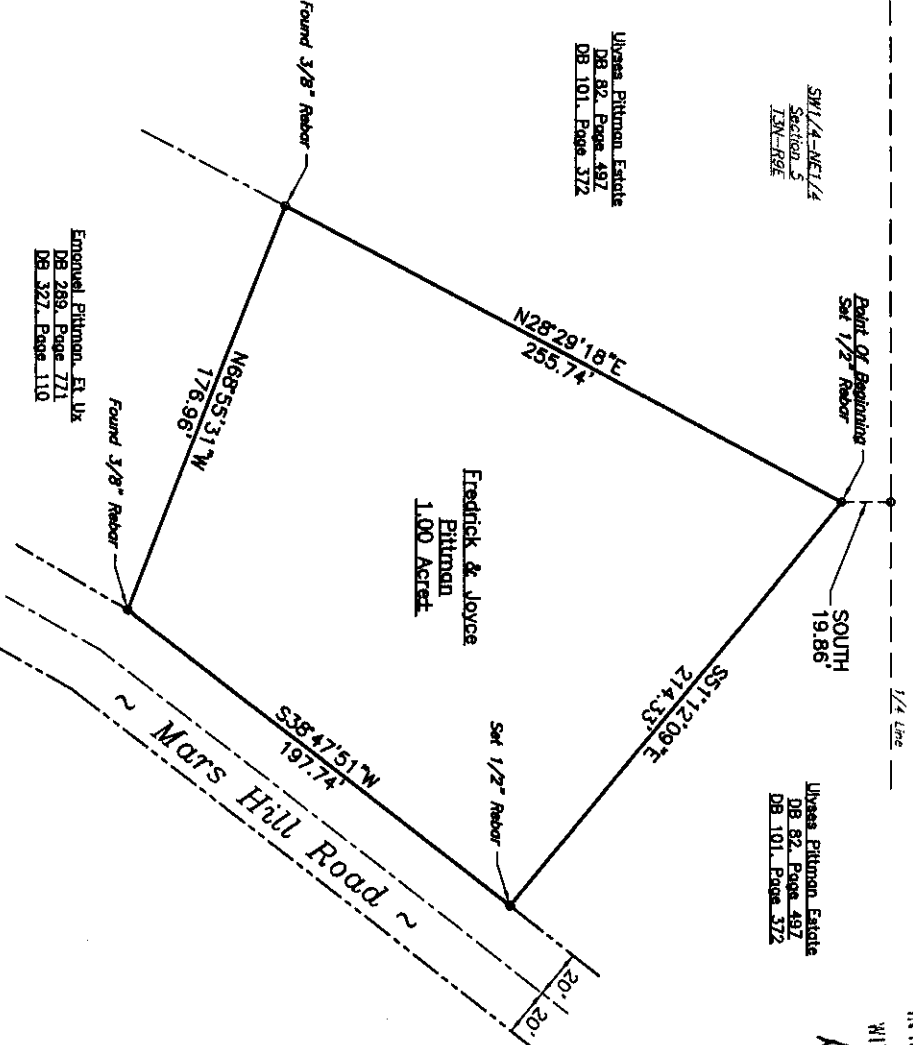 SW1/4-NE1/4
Section 5
T3N-R9E
1/4 Line
Ulyses Pittman Estate
DB 82, Page 497
DB 101, Page 372
Point Of Beginning
Set 1/2" Rebar
SOUTH
19.86'
Ulyses Pittman Estate
DB 82, Page 497
DB 101, Page 372
Found 3/8" Rebar
N28°29'18"E
255.74'
S51°12'09"E
214.33'
Fredrick & Joyce
Pittman
1.00 Acre±
Set 1/2" Rebar
N68°55'31"W
176.96'
S38°47'51"W
197.74'
Emanuel Pittman, Et Ux
DB 289, Page 771
DB 327, Page 110
Found 3/8" Rebar
~ Mars Hill Road ~
20'
20'